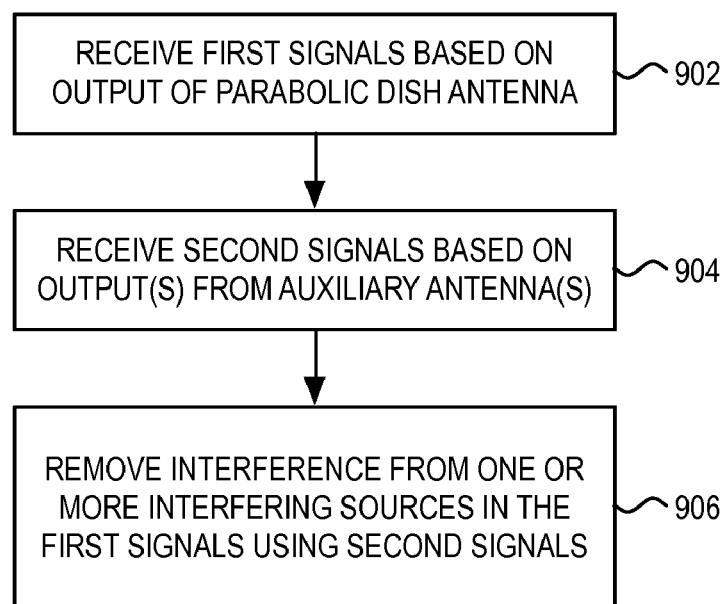 RECEIVE FIRST SIGNALS BASED ON
OUTPUT OF PARABOLIC DISH ANTENNA
902
RECEIVE SECOND SIGNALS BASED ON
OUTPUT(S) FROM AUXILIARY ANTENNA(S)
904
REMOVE INTERFERENCE FROM ONE OR
MORE INTERFERING SOURCES IN THE
FIRST SIGNALS USING SECOND SIGNALS
906